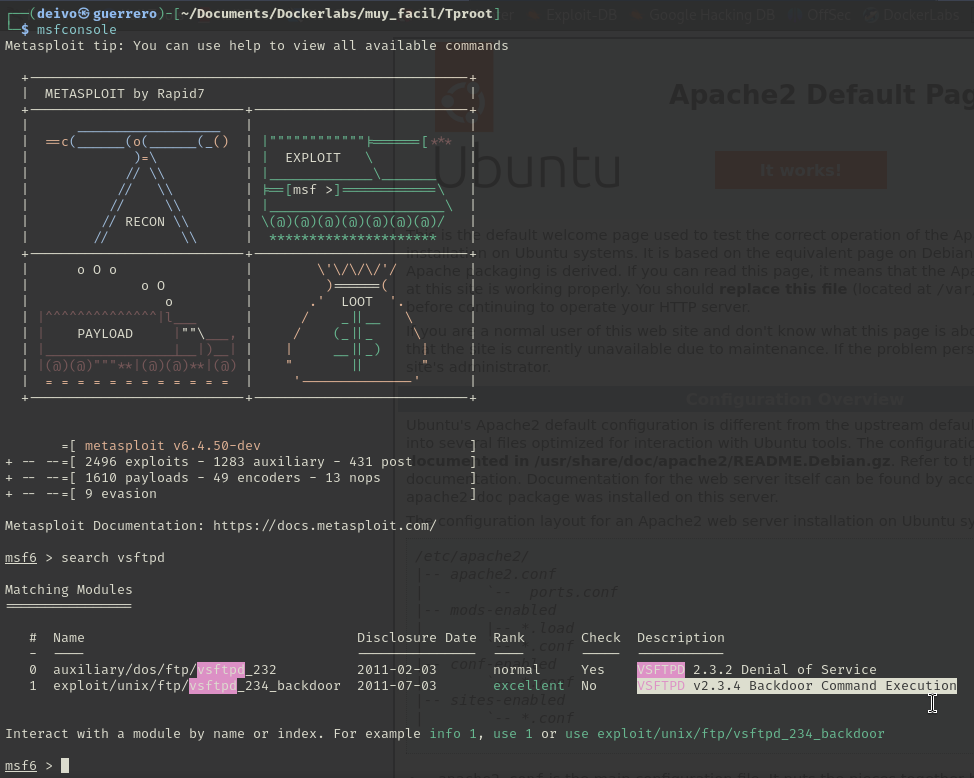 ┌──(deivo㉿guerrero)-[~/Documents/Dockerlabs/muy_facil/Tproot]
└─$ msfconsole
Metasploit tip: You can use help to view all available commands
METASPLOIT by Rapid7
EXPLOIT
[msf >]
RECON
o O o
o O
o
LOOT
PAYLOAD
=[ metasploit v6.4.50-dev ]
+ -- --=[ 2496 exploits - 1283 auxiliary - 431 post ]
+ -- --=[ 1610 payloads - 49 encoders - 13 nops ]
+ -- --=[ 9 evasion ]
Metasploit Documentation: https://docs.metasploit.com/
msf6 > search vsftpd
Matching Modules
================
# Name Disclosure Date Rank Check Description
- ---- --------------- ---- ----- -----------
0 auxiliary/dos/ftp/vsftpd_232 2011-02-03 normal Yes VSFTPD 2.3.2 Denial of Service
1 exploit/unix/ftp/vsftpd_234_backdoor 2011-07-03 excellent No VSFTPD v2.3.4 Backdoor Command Execution
Interact with a module by name or index. For example info 1, use 1 or use exploit/unix/ftp/vsftpd_234_backdoor
msf6 >
Exploit-DB
Google Hacking DB
OffSec
DockerLabs
Apache2 Default Pag
Ubuntu
It works!
is the default welcome page used to test the correct operation of the Ap
installation on Ubuntu systems. It is based on the equivalent page on Debian
Apache packaging is derived. If you can read this page, it means that the Apa
at this site is working properly. You should replace this file (located at /var/
before continuing to operate your HTTP server.
If you are a normal user of this web site and don't know what this page is abo
that the site is currently unavailable due to maintenance. If the problem pers
site's administrator.
Configuration Overview
Ubuntu's Apache2 default configuration is different from the upstream defaul
into several files optimized for interaction with Ubuntu tools. The configuratio
documented in /usr/share/doc/apache2/README.Debian.gz. Refer to th
documentation. Documentation for the web server itself can be found by acc
apache2-doc package was installed on this server.
The configuration layout for an Apache2 web server installation on Ubuntu sy
/etc/apache2/
|-- apache2.conf
| `-- ports.conf
|-- mods-enabled
| |-- *.load
| `-- *.conf
|-- conf-enabled
| `-- *.conf
|-- sites-enabled
| `-- *.conf